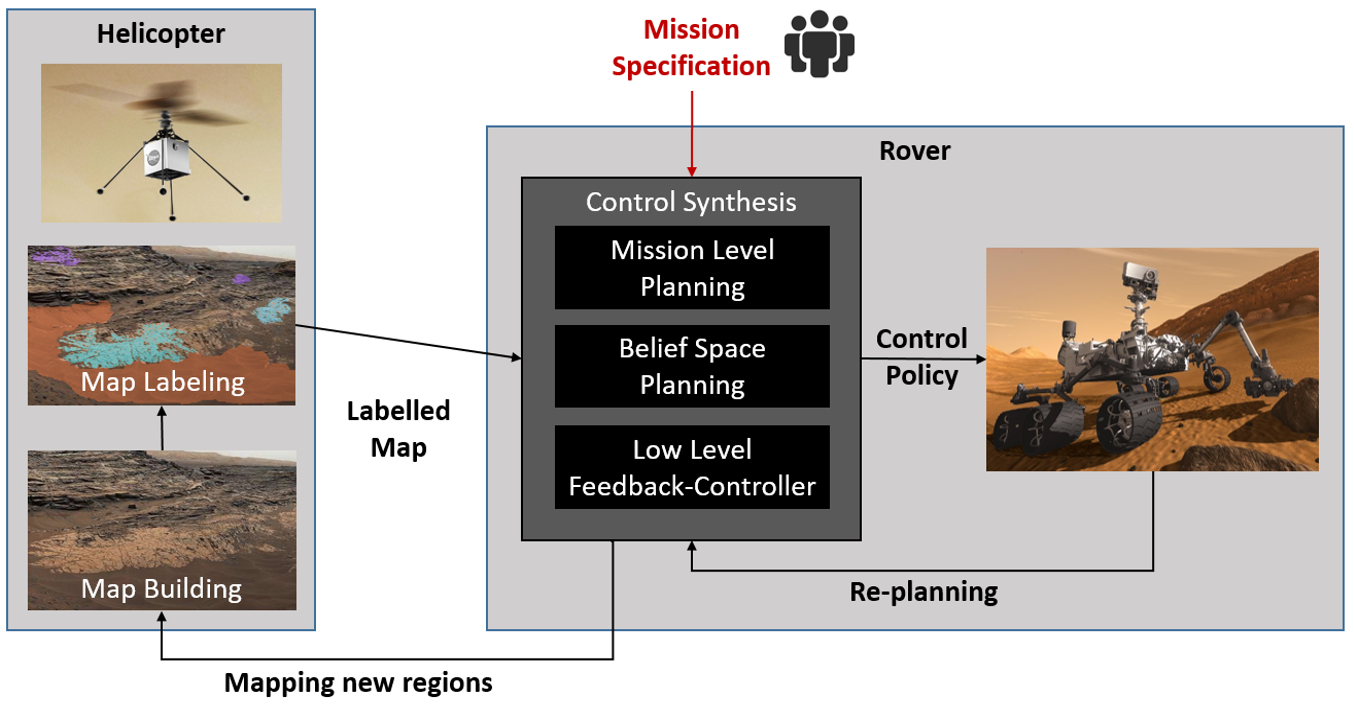 Helicopter
Map Labeling
Map Building
Mission
Specification
Rover
Control Synthesis
Mission Level
Planning
Belief Space
Planning
Low Level
Feedback-Controller
Labelled
Map
Control
Policy
Re-planning
Mapping new regions